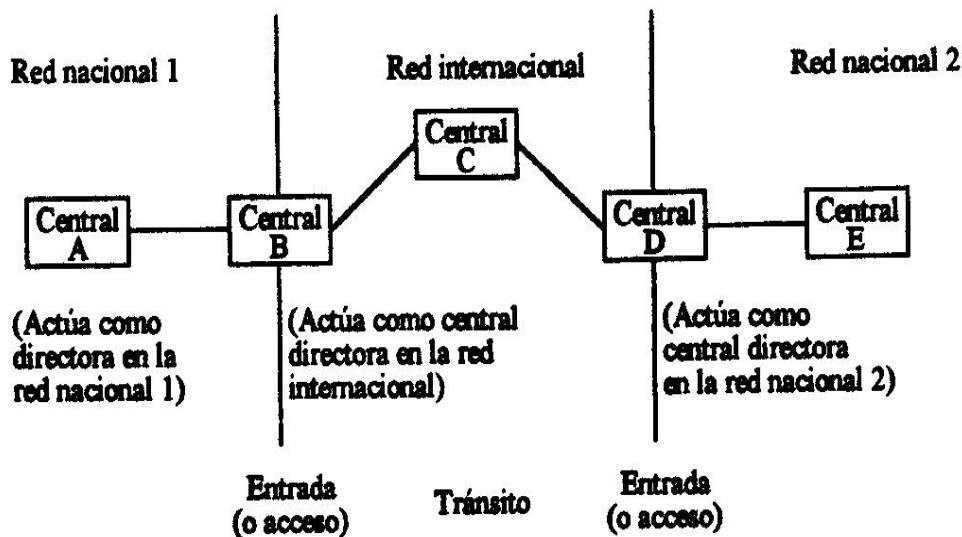 Red nacional 1
Red internacional
Red nacional 2
Central
A
Central
B
Central
C
Central
D
Central
E
(Actúa como
directora en la
red nacional 1)
(Actúa como central
directora en la red
internacional)
(Actúa como
central directora
en la red nacional 2)
Entrada
(o acceso)
Tránsito
Entrada
(o acceso)